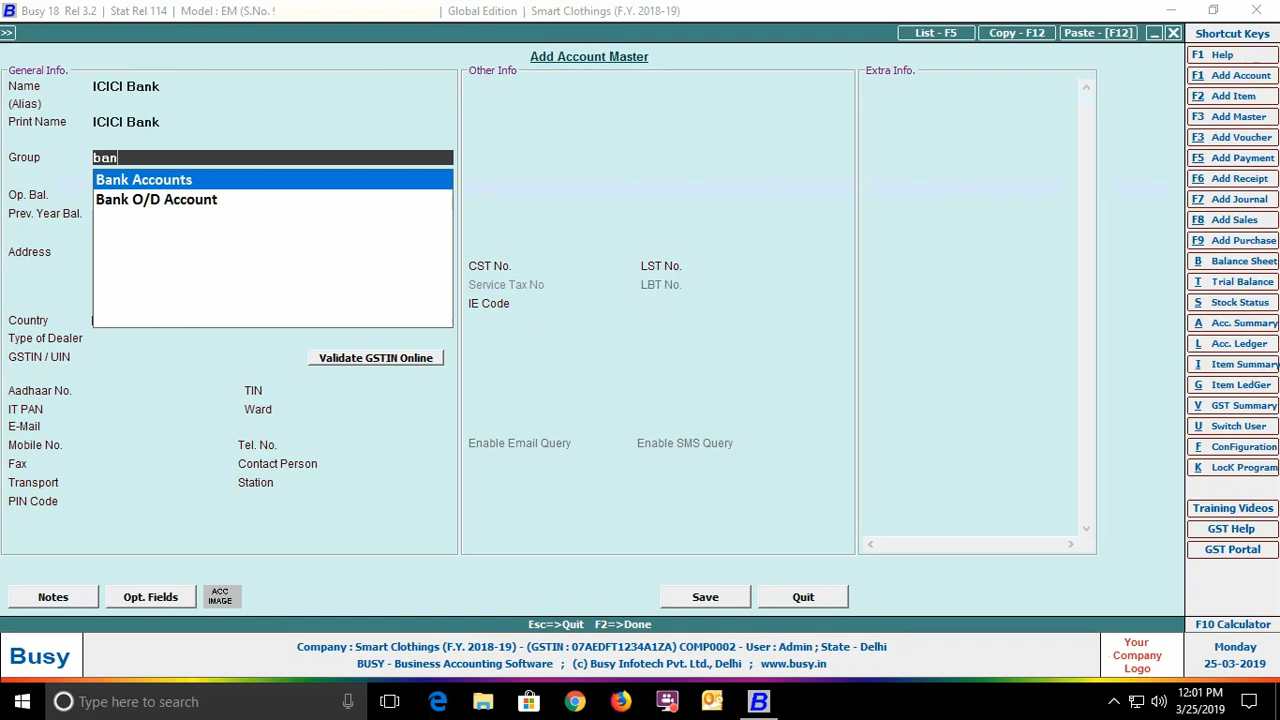 Busy 18 Rel 3.2 | Stat Rel 114 | Model : EM (S.No. | Global Edition | Smart Clothings (F.Y. 2018-19)
>> List - F5 Copy - F12 Paste - [F12] Shortcut Keys
Add Account Master
General Info. Other Info Extra Info.
Name ICICI Bank
(Alias)
Print Name ICICI Bank
Group ban
Bank Accounts
Bank O/D Account
Op. Bal.
Prev. Year Bal.
Address
CST No. LST No.
Service Tax No LBT No.
IE Code
Country
Type of Dealer
GSTIN / UIN Validate GSTIN Online
Aadhaar No. TIN
IT PAN Ward
E-Mail
Mobile No. Tel. No. Enable Email Query Enable SMS Query
Fax Contact Person
Transport Station
PIN Code
Notes Opt. Fields ACC IMAGE Save Quit
Esc=>Quit F2=>Done
F1 Help
F1 Add Account
F2 Add Item
F3 Add Master
F3 Add Voucher
F5 Add Payment
F6 Add Receipt
F7 Add Journal
F8 Add Sales
F9 Add Purchase
B Balance Sheet
T Trial Balance
S Stock Status
A Acc. Summary
L Acc. Ledger
I Item Summary
G Item LedGer
V GST Summary
U Switch User
F ConFiguration
K LocK Program
Training Videos
GST Help
GST Portal
F10 Calculator
Busy
Company : Smart Clothings (F.Y. 2018-19) - (GSTIN : 07AEDFT1234A1ZA) COMP0002 - User : Admin ; State - Delhi
BUSY - Business Accounting Software ; (c) Busy Infotech Pvt. Ltd., Delhi ; www.busy.in
Your
Company
Logo
Monday
25-03-2019
Type here to search
12:01 PM
3/25/2019